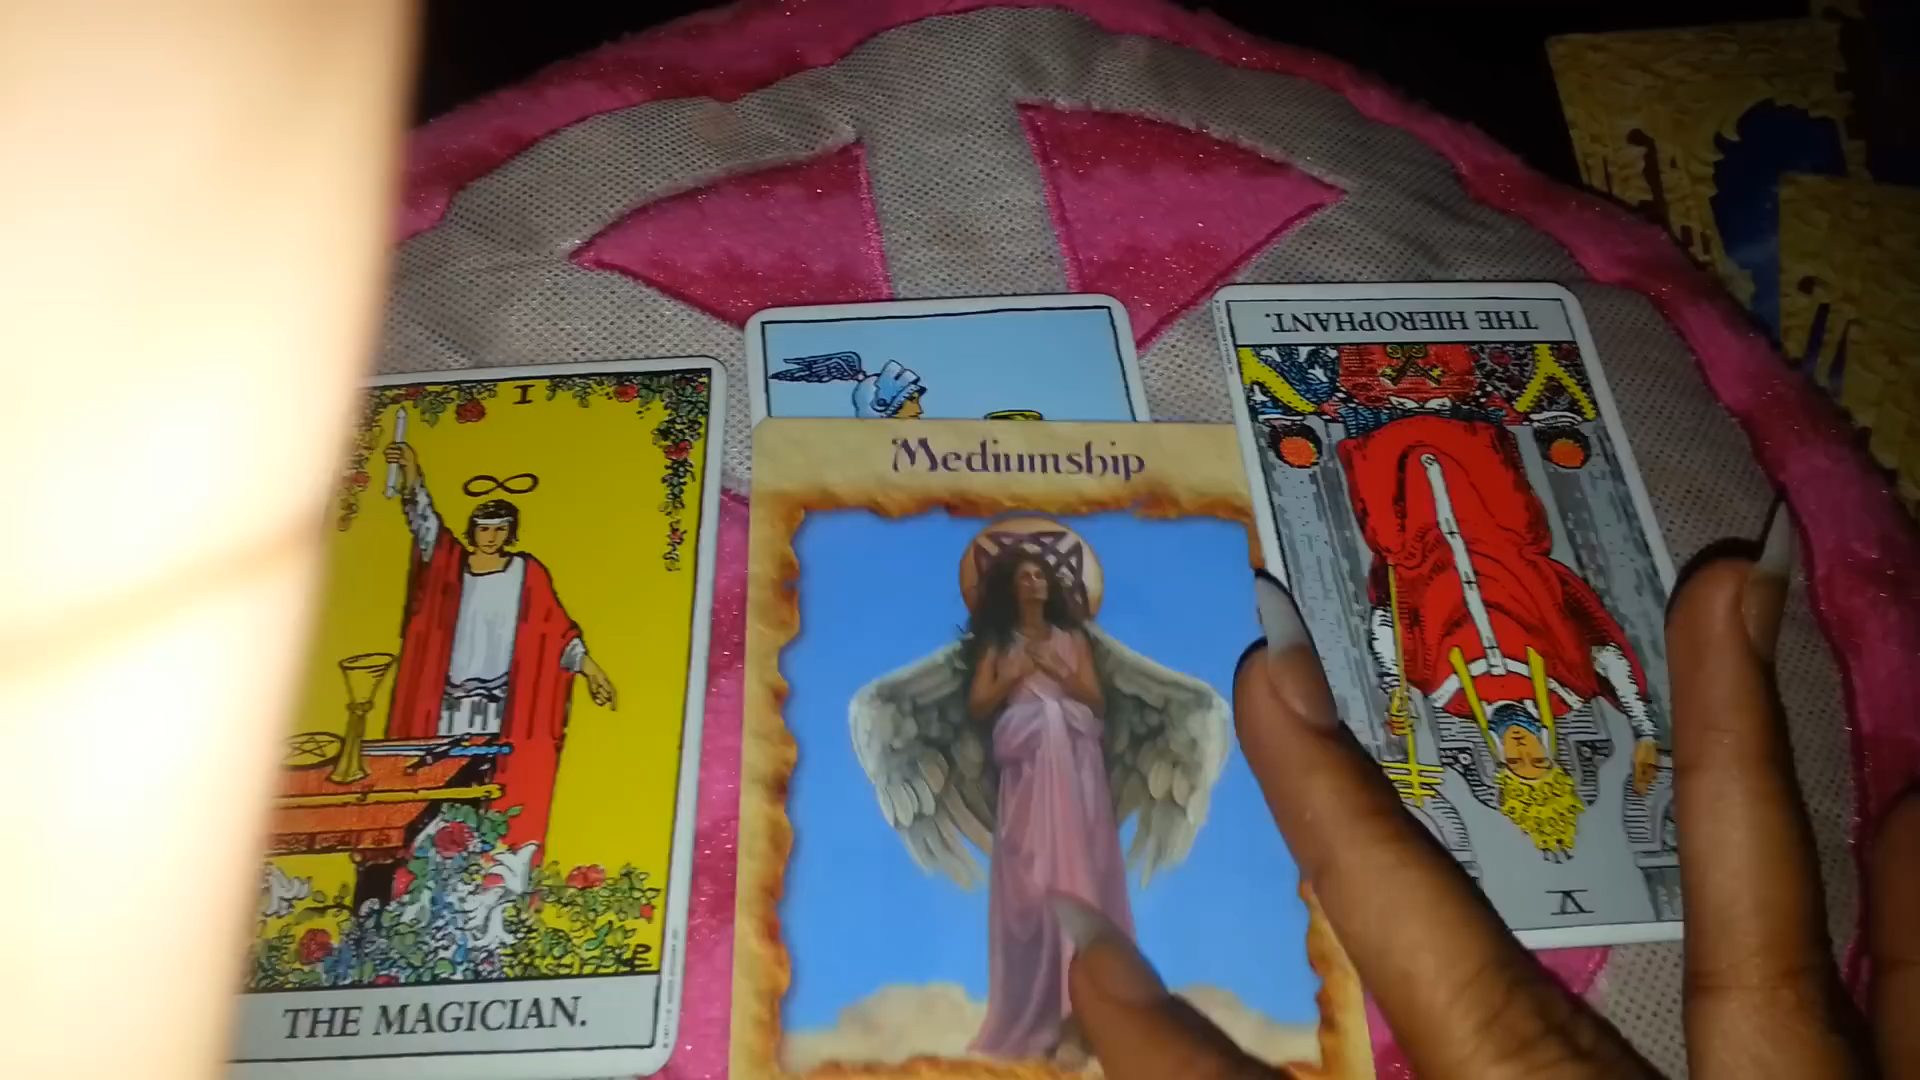 I
THE MAGICIAN.
Mediumship
THE HIEROPHANT.
V